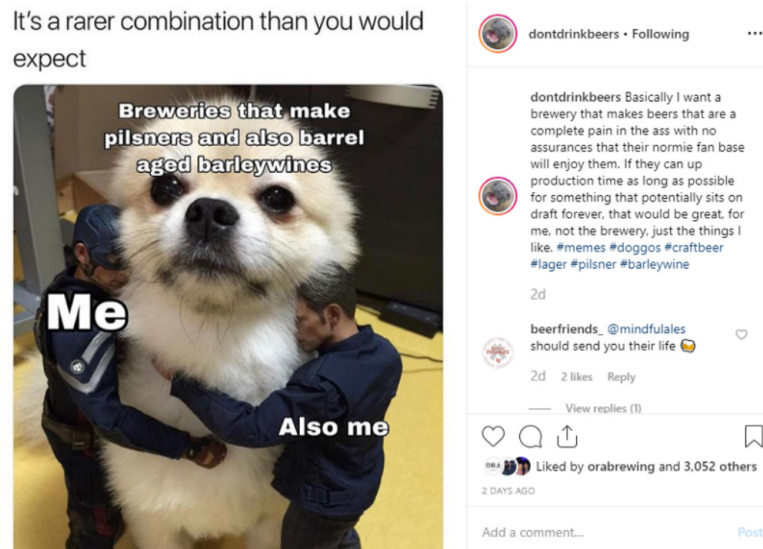 It's a rarer combination than you would
expect
Breweries that make
pilsners and also barrel
aged barleywines
Me
Also me
dontdrinkbeers • Following
dontdrinkbeers Basically I want a
brewery that makes beers that are a
complete pain in the ass with no
assurances that their normie fan base
will enjoy them. If they can up
production time as long as possible
for something that potentially sits on
draft forever, that would be great, for
me, not the brewery, just the things I
like. #memes #doggos #craftbeer
#lager #pilsner #barleywine
2d
beerfriends_ @mindfulales
should send you their life 🍻
2d 2 likes Reply
View replies (1)
Liked by orabrewing and 3,052 others
2 DAYS AGO
Add a comment...
Post